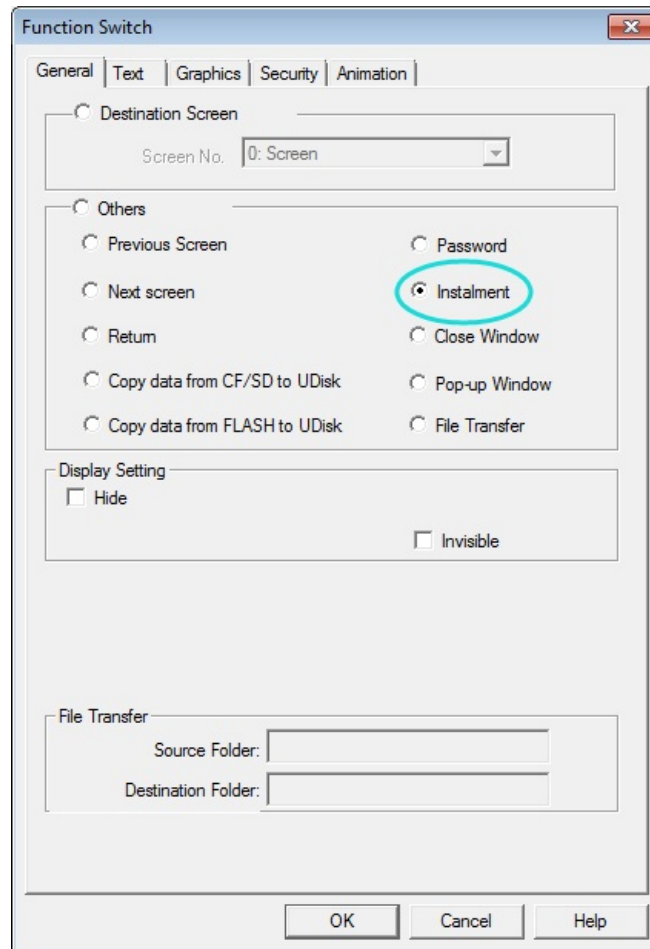 Function Switch
General Text Graphics Security Animation
Destination Screen
Screen No. 0: Screen
Others
Previous Screen Password
Next screen Instalment
Return Close Window
Copy data from CF/SD to UDisk Pop-up Window
Copy data from FLASH to UDisk File Transfer
Display Setting
Hide
Invisible
File Transfer
Source Folder:
Destination Folder:
OK Cancel Help